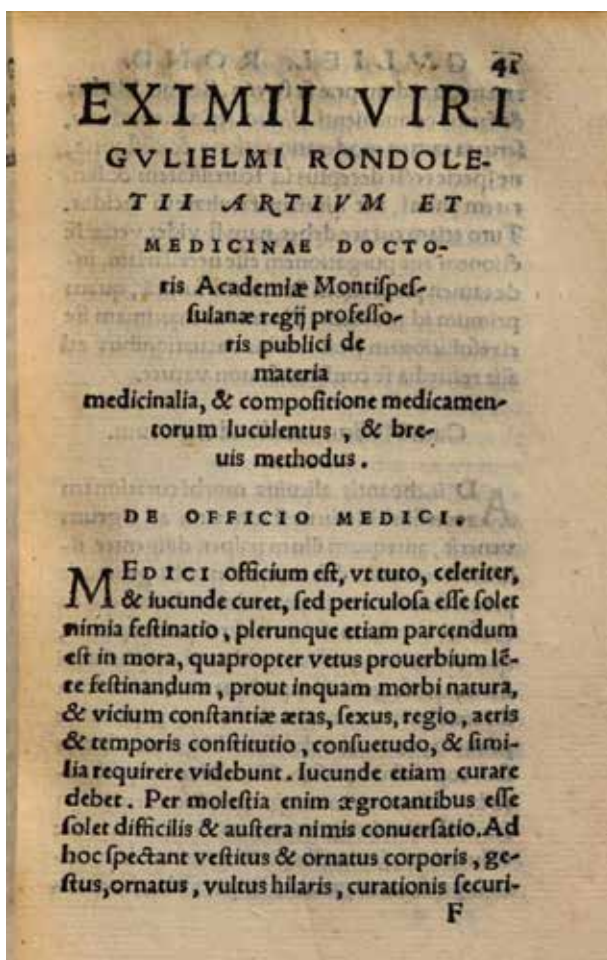 41
EXIMII VIRI
GVLIELMI RONDOLE-
TII ARTIVM ET
MEDICINAE DOCTO-
ris Academiæ Montispes-
sulanæ regij professo-
ris publici de
materia
medicinalia, & compositione medicamen-
torum luculentus, & bre-
uis methodus.
DE OFFICIO MEDICI.
MEDICI officium est, vt tuto, celeriter,
& iucunde curet, sed periculosa esse solet
nimia festinatio, plerunque etiam parcendum
est in mora, quapropter vetus prouerbium lē-
te festinandum, prout inquam morbi natura,
& vicium constantiæ ætas, sexus, regio, aeris
& temporis constitutio, consuetudo, & simi-
lia requirere videbunt. Iucunde etiam curare
debet. Per molestia enim ægrotantibus esse
solet difficilis & austera nimis conuersatio. Ad
hoc spectant vestitus & ornatus corporis, ge-
stus, ornatus, vultus hilaris, curationis securi-
F